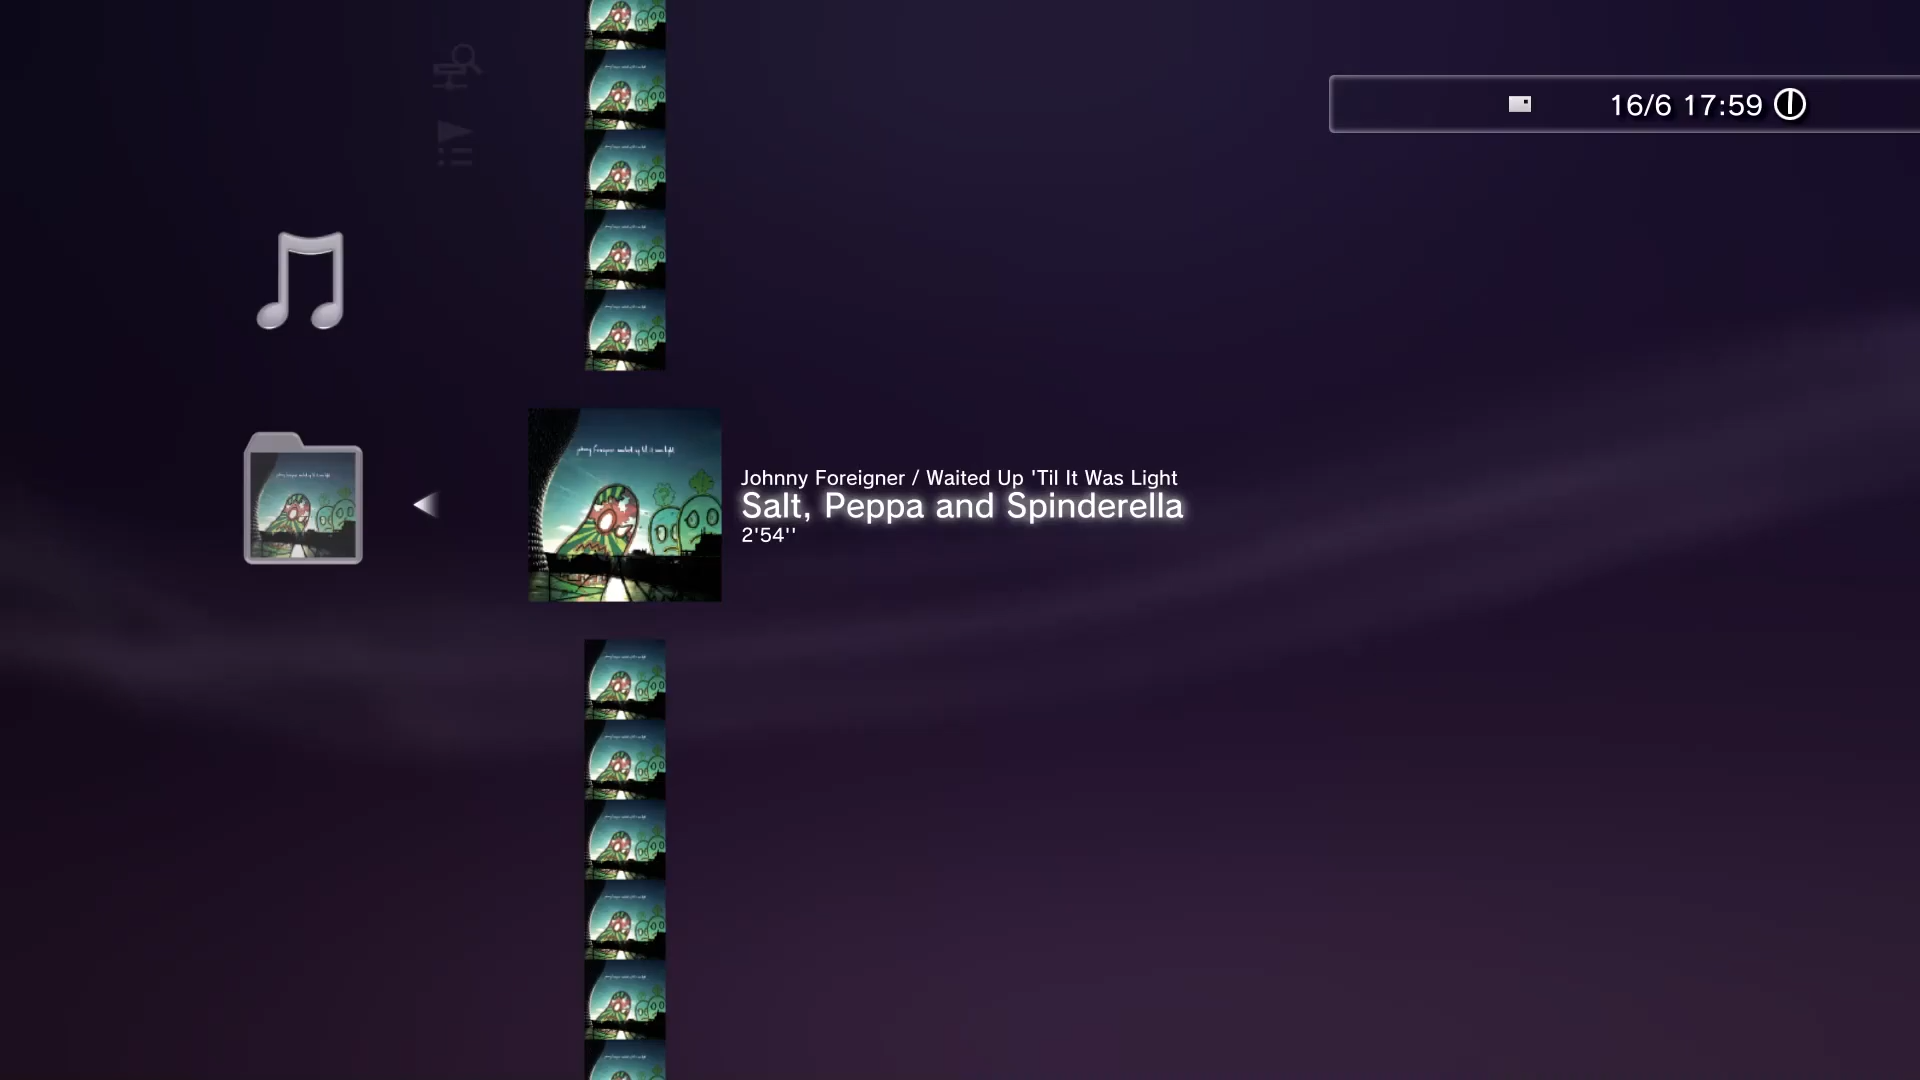 16/6 17:59
Johnny Foreigner / Waited Up 'Til It Was Light
Salt, Peppa and Spinderella
2'54''